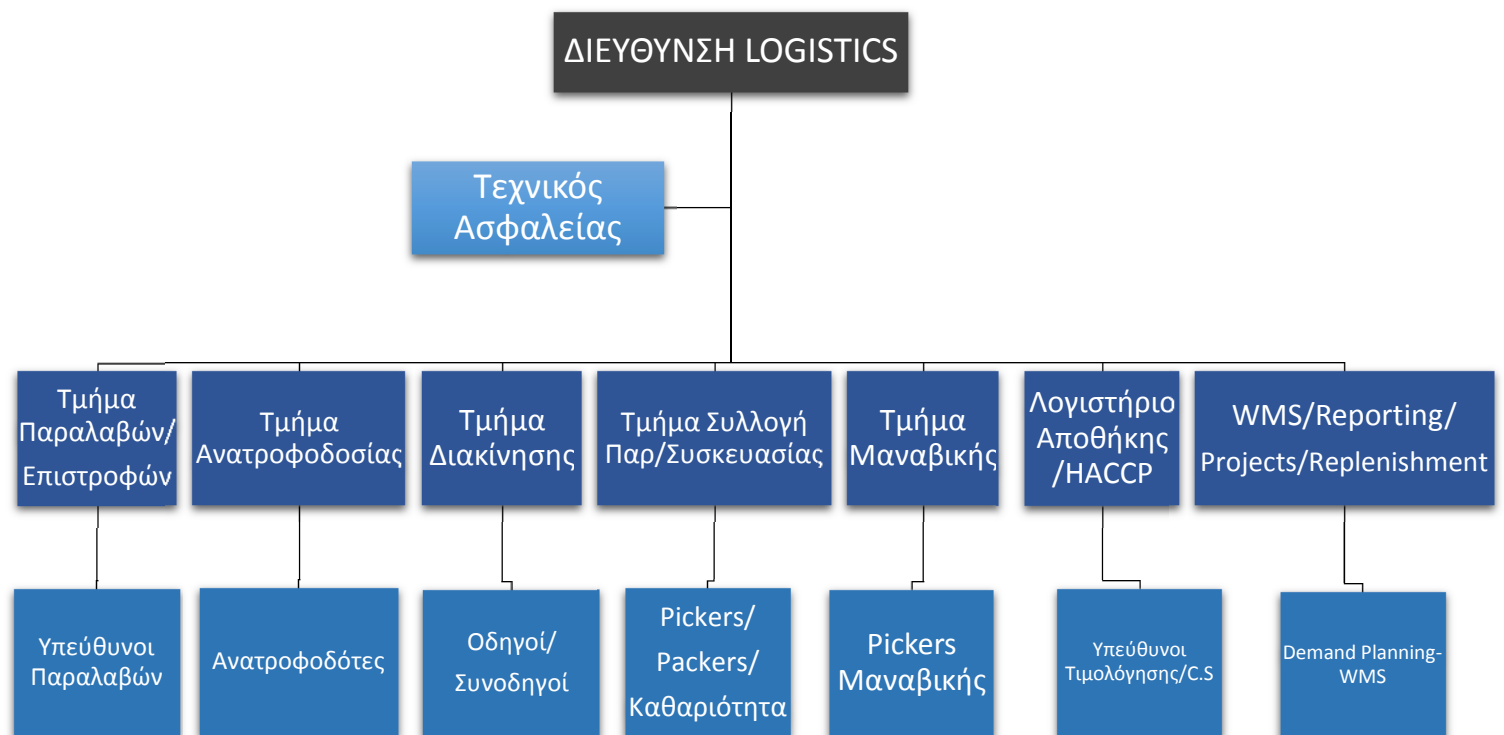 ΔΙΕΥΘΥΝΣΗ LOGISTICS
Τεχνικός
Ασφαλείας
Τμήμα
Παραλαβών/
Επιστροφών
Τμήμα
Ανατροφοδοσίας
Τμήμα
Διακίνησης
Τμήμα Συλλογή
Παρ/Συσκευασίας
Τμήμα
Μαναβικής
Λογιστήριο
Αποθήκης
/HACCP
WMS/Reporting/
Projects/Replenishment
Υπεύθυνοι
Παραλαβών
Ανατροφοδότες
Οδηγοί/
Συνοδηγοί
Pickers/
Packers/
Καθαριότητα
Pickers
Μαναβικής
Υπεύθυνοι
Τιμολόγησης/C.S
Demand Planning-
WMS